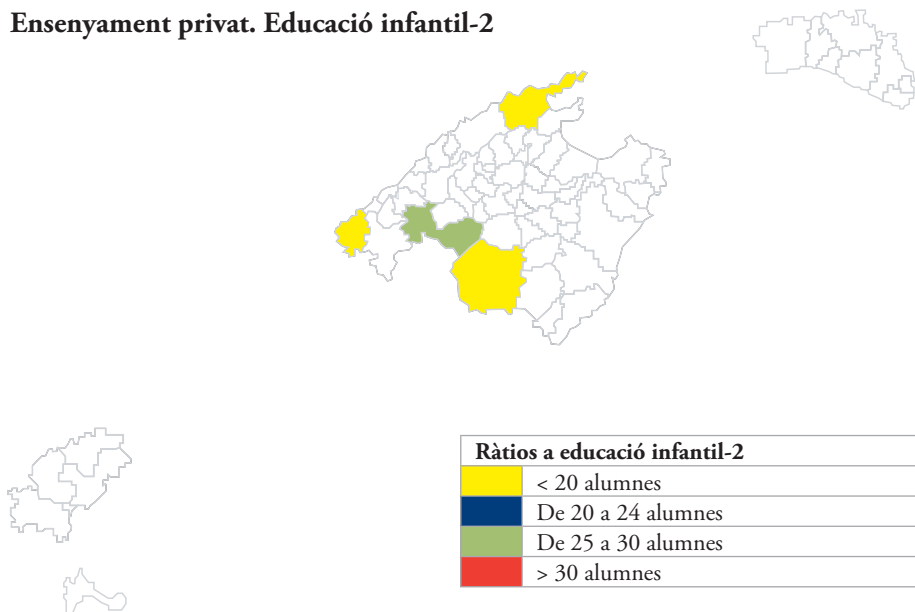 Ensenyament privat. Educació infantil-2
Ràtios a educació infantil-2
< 20 alumnes
De 20 a 24 alumnes
De 25 a 30 alumnes
> 30 alumnes